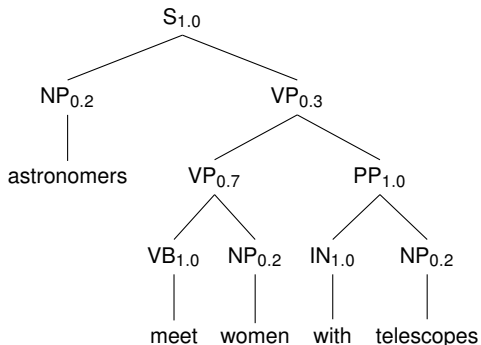 S1.0
NP0.2 VP0.3
astronomers VP0.7 PP1.0
VB1.0 NP0.2 IN1.0 NP0.2
meet women with telescopes